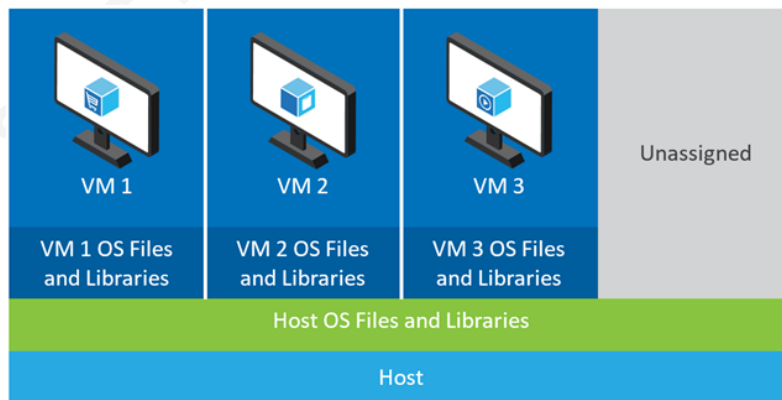 VM 1
VM 2
VM 3
Unassigned
VM 1 OS Files
and Libraries
VM 2 OS Files
and Libraries
VM 3 OS Files
and Libraries
Host OS Files and Libraries
Host